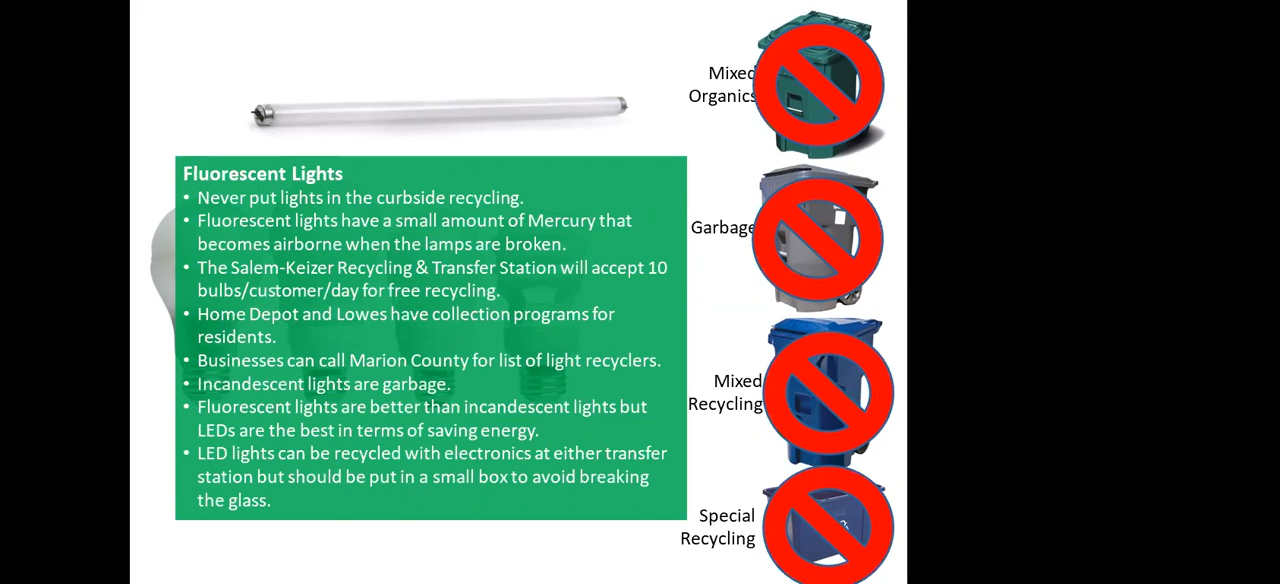 Mixed
Organics
Fluorescent Lights
• Never put lights in the curbside recycling.
• Fluorescent lights have a small amount of Mercury that
becomes airborne when the lamps are broken.
Garbage
• The Salem-Keizer Recycling & Transfer Station will accept 10
bulbs/customer/day for free recycling.
• Home Depot and Lowes have collection programs for
residents.
• Businesses can call Marion County for list of light recyclers.
• Incandescent lights are garbage.
Mixed
Recycling
• Fluorescent lights are better than incandescent lights but
LEDs are the best in terms of saving energy.
• LED lights can be recycled with electronics at either transfer
station but should be put in a small box to avoid breaking
the glass.
Special
Recycling